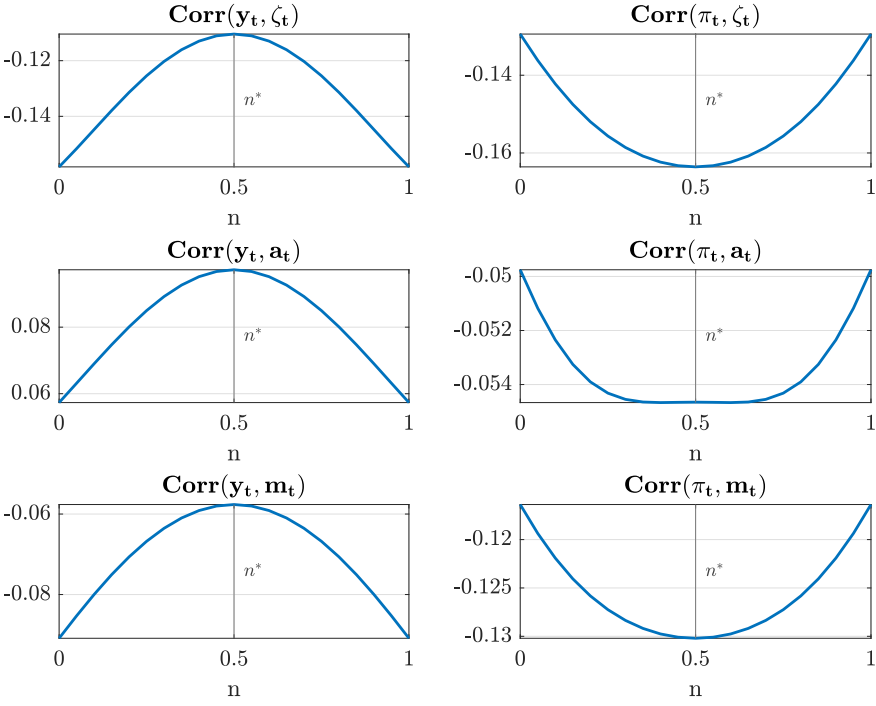 Corr(y_t, ζ_t)
-0.12
-0.14
n*
0 0.5 1
n
Corr(π_t, ζ_t)
-0.14
-0.16
n*
0 0.5 1
n
Corr(y_t, a_t)
0.08
0.06
n*
0 0.5 1
n
Corr(π_t, a_t)
-0.05
-0.052
-0.054
n*
0 0.5 1
n
Corr(y_t, m_t)
-0.06
-0.08
n*
0 0.5 1
n
Corr(π_t, m_t)
-0.12
-0.125
-0.13
n*
0 0.5 1
n